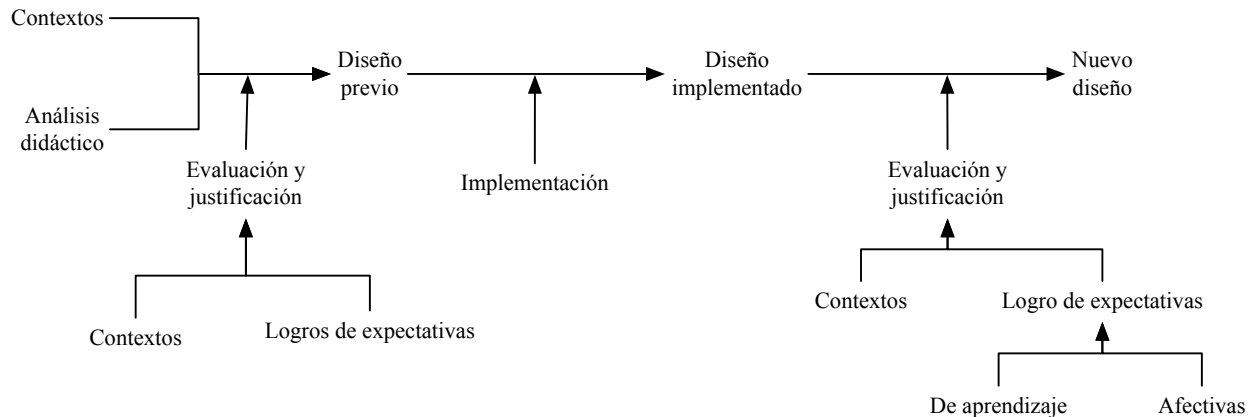 Contextos
Análisis
didáctico
Diseño
previo
Diseño
implementado
Nuevo
diseño
Evaluación y
justificación
Implementación
Evaluación y
justificación
Contextos
Logros de expectativas
Contextos
Logro de expectativas
De aprendizaje
Afectivas